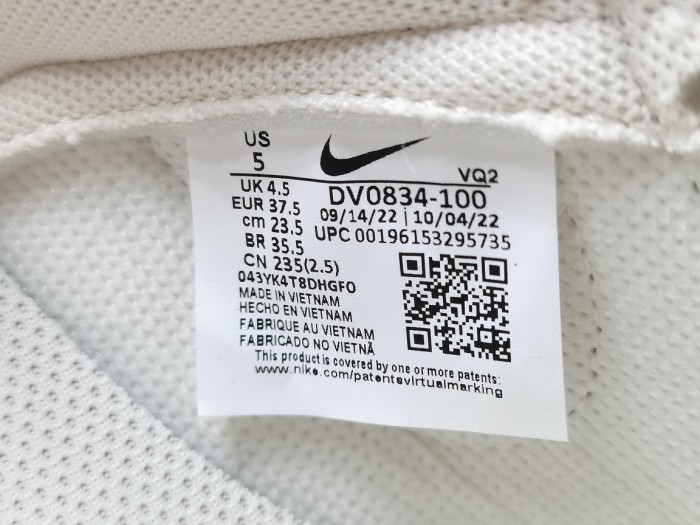 US
5
VQ2
UK 4.5
EUR 37.5
cm 23.5
BR 35.5
CN 235(2.5)
DV0834-100
09/14/22 | 10/04/22
UPC 00196153295735
043YK4T8DHGFO
MADE IN VIETNAM
HECHO EN VIETNAM
FABRIQUE AU VIETNAM
FABRICADO NO VIETNÃ
This product is covered by one or more patents:
www.nike.com/patentsvirtualmarking